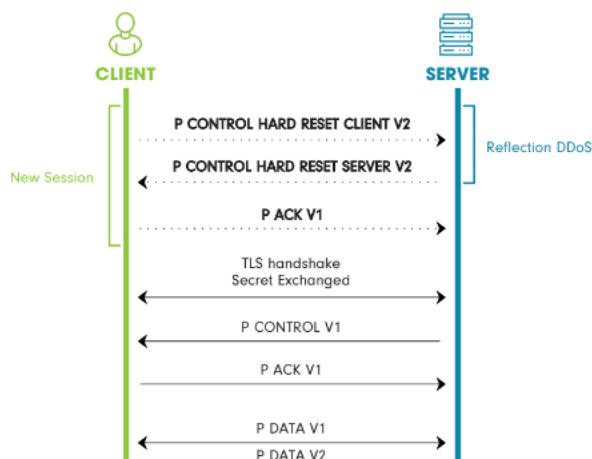 CLIENT
SERVER
P CONTROL HARD RESET CLIENT V2
Reflection DDoS
P CONTROL HARD RESET SERVER V2
New Session
P ACK V1
TLS handshake
Secret Exchanged
P CONTROL V1
P ACK V1
P DATA V1
P DATA V2